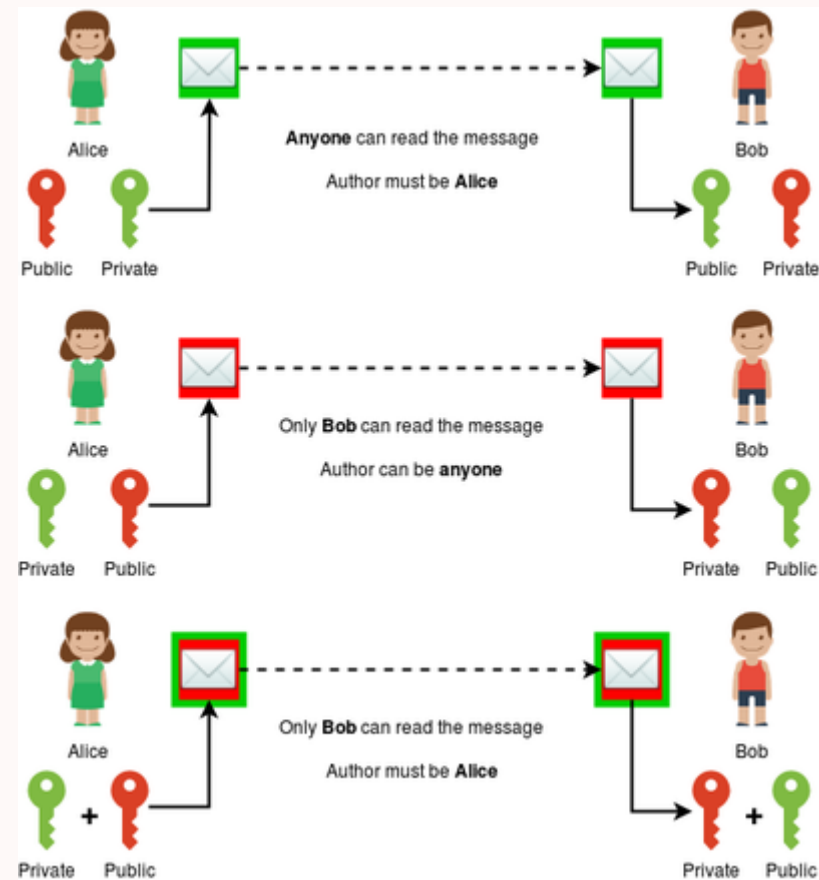 Alice
Anyone can read the message
Author must be Alice
Bob
Public Private
Public Private
Alice
Only Bob can read the message
Author can be anyone
Bob
Private Public
Private Public
Alice
Only Bob can read the message
Author must be Alice
Bob
+
+
Private Public
Private Public